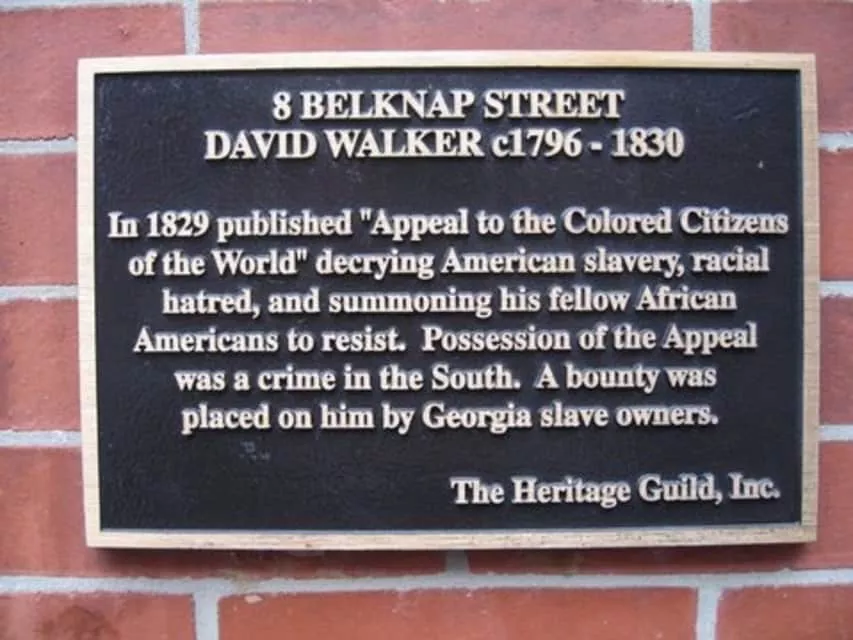 8 BELKNAP STREET
DAVID WALKER c1796 - 1830
In 1829 published "Appeal to the Colored Citizens
of the World" decrying American slavery, racial
hatred, and summoning his fellow African
Americans to resist. Possession of the Appeal
was a crime in the South. A bounty was
placed on him by Georgia slave owners.
The Heritage Guild, Inc.